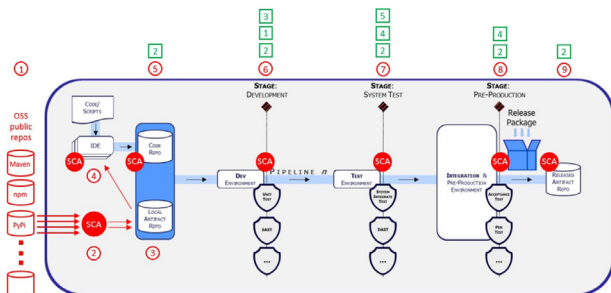 3
5
1
4
4
2
2
2
2
2
1
5
6
7
8
9
STAGE:
DEVELOPMENT
STAGE:
SYSTEM TEST
STAGE:
PRE-PRODUCTION
CODE/
SCRIPTS
Release
Package
OSS
public
repos
IDE
CODE
REPO
SCA
SCA
SCA
SCA
SCA
SCA
Maven
4
PIPELINE n
DEV
ENVIRONMENT
TEST
ENVIRONMENT
INTEGRATION &
PRE-PRODUCTION
ENVIRONMENT
RELEASED
ARTIFACT
REPO
npm
UNIT
TEST
SYSTEM
INTEGRATE
TEST
ACCEPTANCE
TEST
PyPi
SCA
LOCAL
ARTIFACT
REPO
SAST
DAST
PEN
TEST
2
3
...
...
...